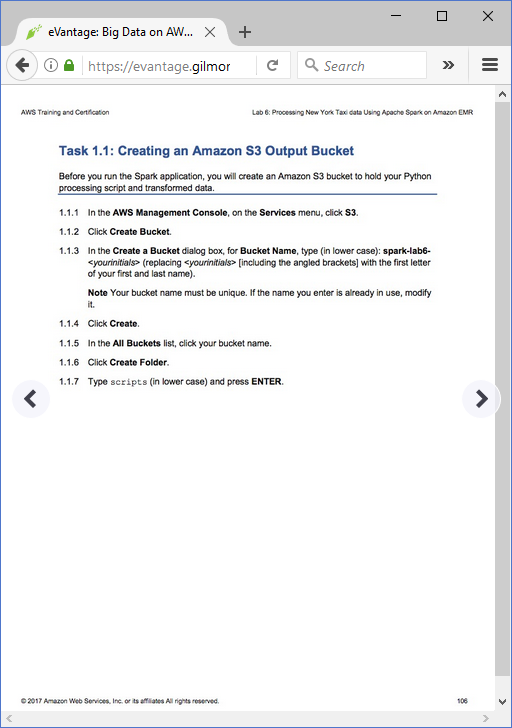 eVantage: Big Data on AW...
https://evantage.gilmor
Search
AWS Training and Certification
Lab 6: Processing New York Taxi data Using Apache Spark on Amazon EMR
Task 1.1: Creating an Amazon S3 Output Bucket
Before you run the Spark application, you will create an Amazon S3 bucket to hold your Python
processing script and transformed data.
1.1.1 In the AWS Management Console, on the Services menu, click S3.
1.1.2 Click Create Bucket.
1.1.3 In the Create a Bucket dialog box, for Bucket Name, type (in lower case): spark-lab6-
<yourinitials> (replacing <yourinitials> [including the angled brackets] with the first letter
of your first and last name).
Note Your bucket name must be unique. If the name you enter is already in use, modify
it.
1.1.4 Click Create.
1.1.5 In the All Buckets list, click your bucket name.
1.1.6 Click Create Folder.
1.1.7 Type scripts (in lower case) and press ENTER.
© 2017 Amazon Web Services, Inc. or its affiliates All rights reserved.
106